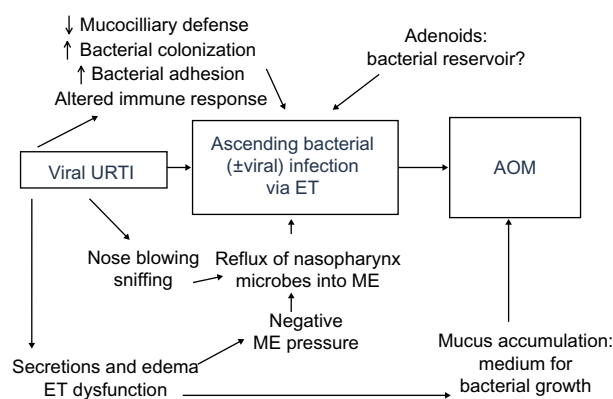 ↓ Mucocilliary defense
↑ Bacterial colonization
↑ Bacterial adhesion
Altered immune response
Adenoids:
bacterial reservoir?
Viral URTI
Ascending bacterial
(±viral) infection
via ET
AOM
Nose blowing
sniffing
Reflux of nasopharynx
microbes into ME
Negative
ME pressure
Secretions and edema
ET dysfunction
Mucus accumulation:
medium for
bacterial growth